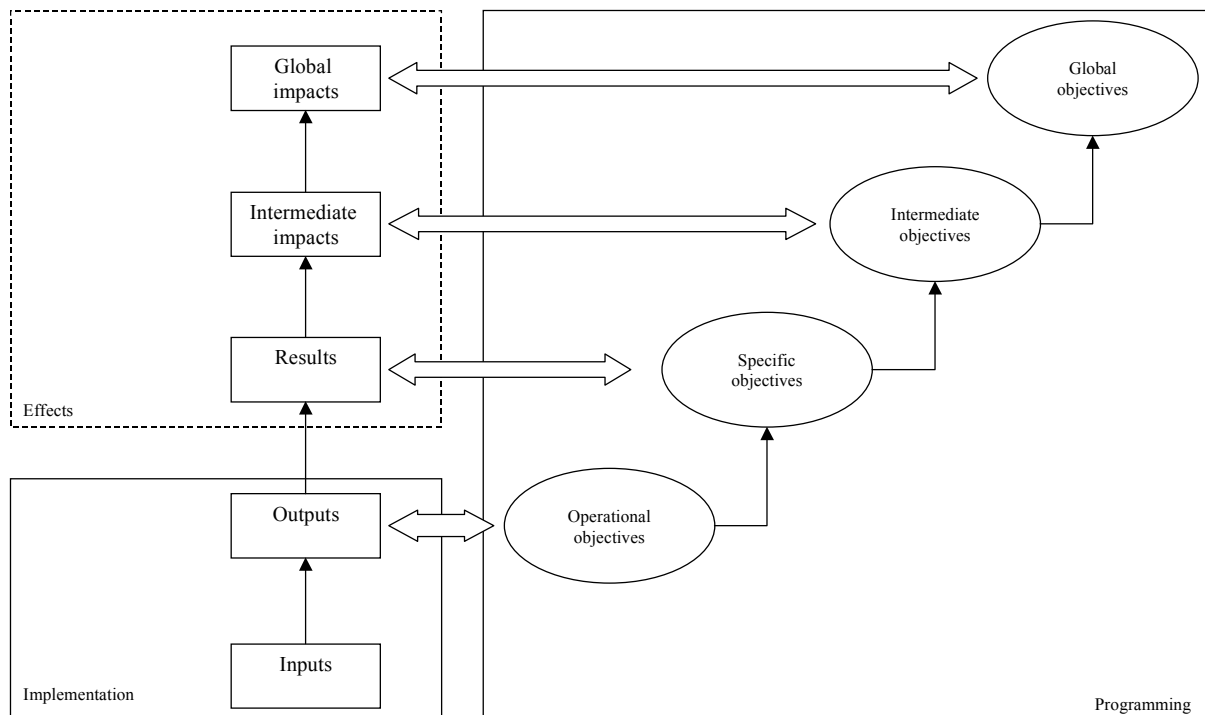 Global
impacts
Global
objectives
Intermediate
impacts
Intermediate
objectives
Results
Specific
objectives
Effects
Outputs
Operational
objectives
Inputs
Implementation
Programming